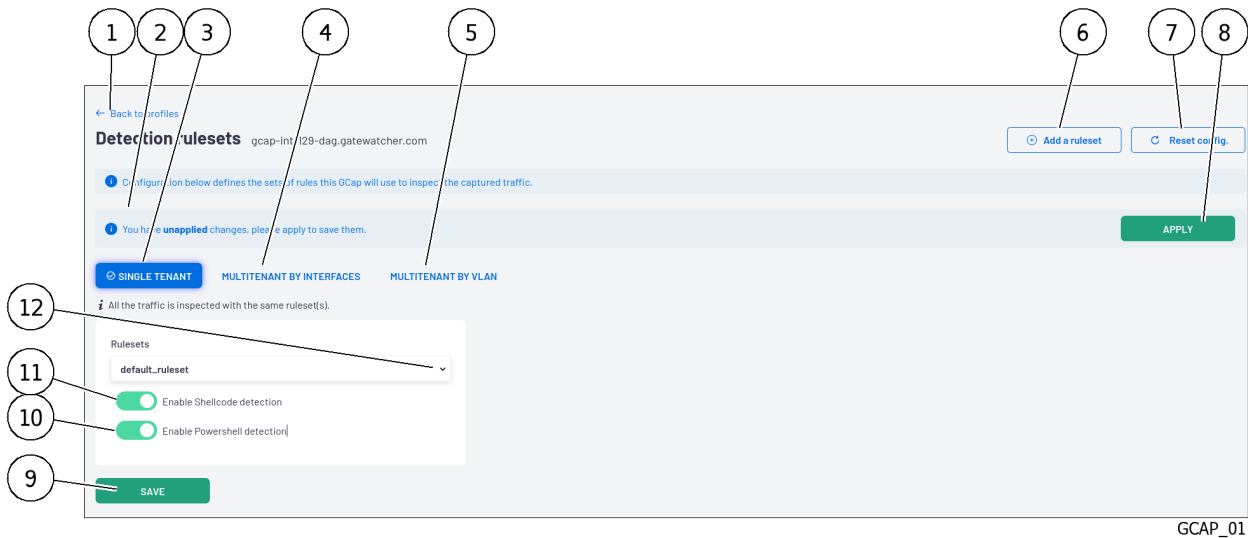 1 2 3 4 5 6 7 8
← Back to profiles
Detection rulesets gcap-int-129-dag.gatewatcher.com
Add a ruleset
Reset config.
Configuration below defines the sets of rules this GCap will use to inspect the captured traffic.
You have unapplied changes, please apply to save them.
APPLY
SINGLE TENANT MULTITENANT BY INTERFACES MULTITENANT BY VLAN
12
i All the traffic is inspected with the same ruleset(s).
Rulesets
default_ruleset
11
Enable Shellcode detection
10
Enable Powershell detection
9
SAVE
GCAP_01